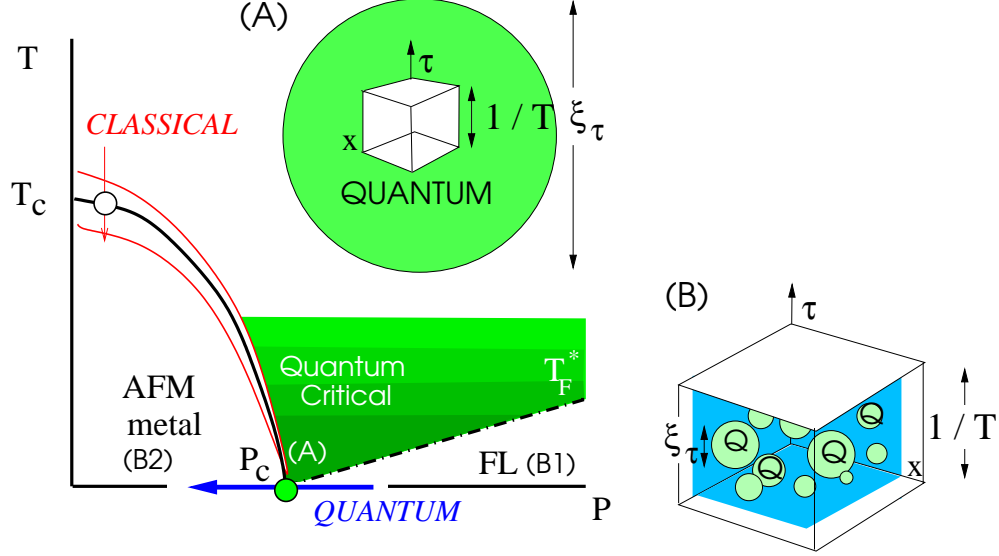 (A)
T
τ
CLASSICAL
1 / T
ξτ
x
Tc
QUANTUM
(B)
τ
Quantum
Critical
T*F
AFM
metal
(B2)
Pc
(A)
FL (B1)
QUANTUM
P
ξτ
Q
Q
Q
Q
1 / T
x